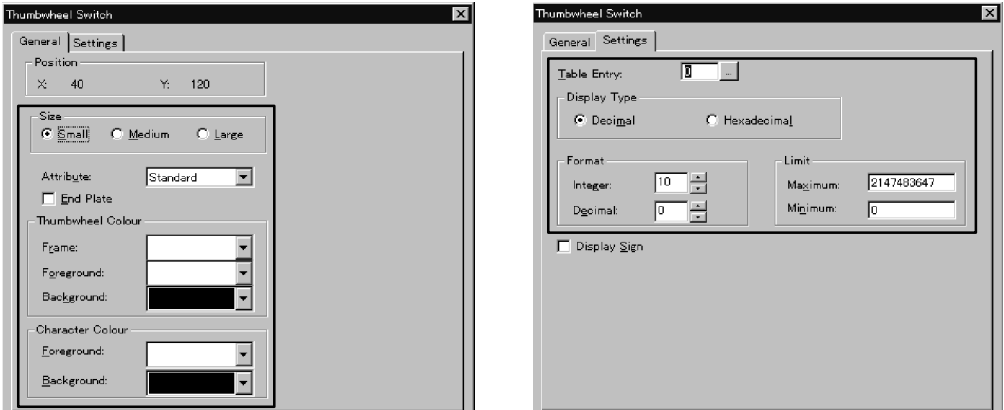 Thumbwheel Switch
General Settings
Position
X: 40 Y: 120
Size
Small Medium Large
Attribute: Standard
End Plate
Thumbwheel Colour
Frame:
Foreground:
Background:
Character Colour
Foreground:
Background:
Thumbwheel Switch
General Settings
Table Entry: 0 ...
Display Type
Decimal Hexadecimal
Format
Integer: 10
Decimal: 0
Limit
Maximum: 2147483647
Minimum: 0
Display Sign